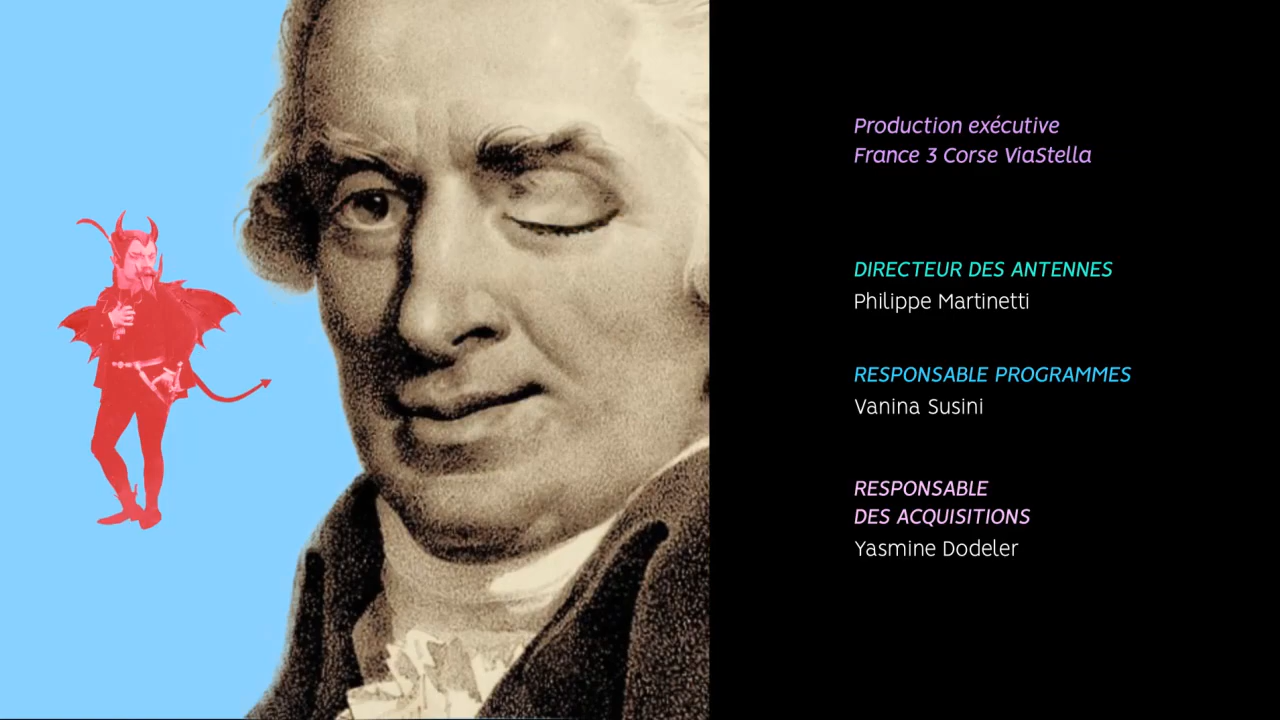 Production exécutive
France 3 Corse ViaStella
DIRECTEUR DES ANTENNES
Philippe Martinetti
RESPONSABLE PROGRAMMES
Vanina Susini
RESPONSABLE
DES ACQUISITIONS
Yasmine Dodeler